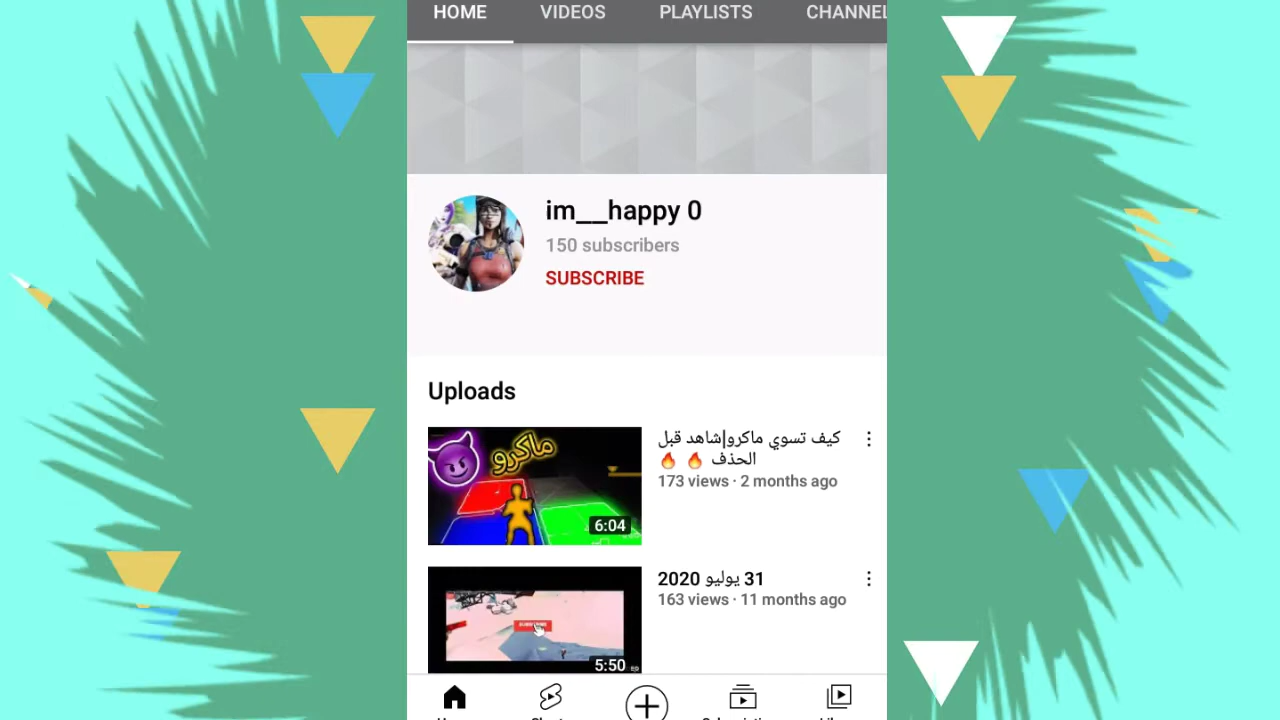 HOME VIDEOS PLAYLISTS CHANNEL
im__happy 0
150 subscribers
SUBSCRIBE
Uploads
ماكرو
6:04
كيف تسوي ماكرو|شاهد قبل
الحذف 🔥 🔥
173 views · 2 months ago
5:50
31 يوليو 2020
163 views · 11 months ago